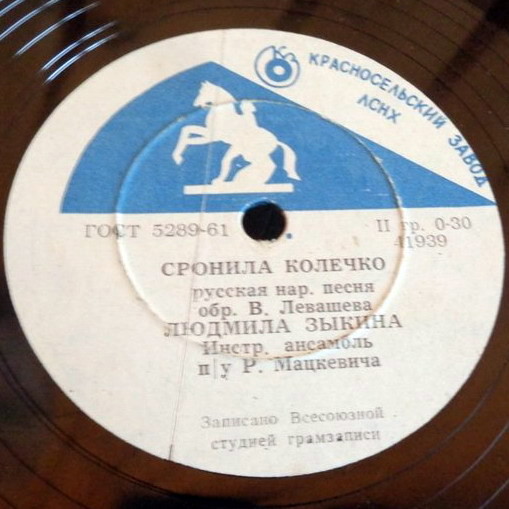 КРАСНОСЕЛЬСКИЙ ЗАВОД
ЛСНХ
ГОСТ 5289-61
II гр. 0-30
41939
СРОНИЛА КОЛЕЧКО
русская нар. песня
обр. В. Левашева
ЛЮДМИЛА ЗЫКИНА
Инстр. ансамбль
п/у Р. Мацкевича
Записано Всесоюзной
студией грамзаписи